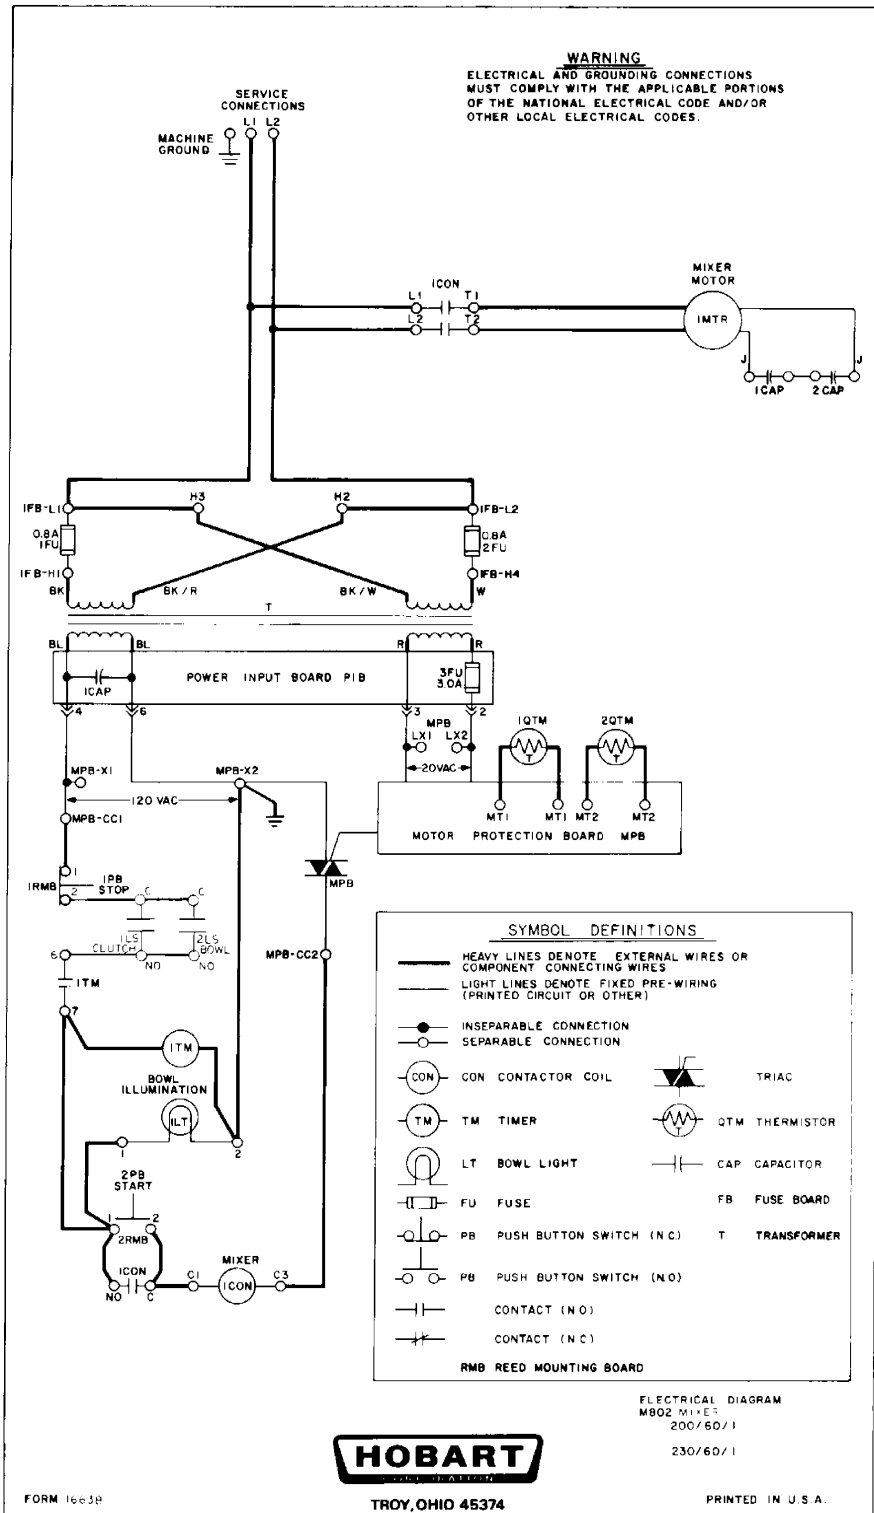 WARNING
ELECTRICAL AND GROUNDING CONNECTIONS
MUST COMPLY WITH THE APPLICABLE PORTIONS
OF THE NATIONAL ELECTRICAL CODE AND/OR
OTHER LOCAL ELECTRICAL CODES.
SERVICE
CONNECTIONS
L1 L2
MACHINE
GROUND
MIXER
MOTOR
L1 1CON T1
L2 T2
1MTR
J J
1CAP 2CAP
1FB-L1 H3 H2 1FB-L2
0.8A
1FU
0.8A
2FU
1FB-H1 1FB-H4
BK BK/R T BK/W W
BL BL R R
POWER INPUT BOARD PIB
1CAP
3FU
3.0A
4 6 3 2
MPB
LX1 LX2
1QTM 2QTM
T T
20VAC
MPB-X1 MPB-X2
120 VAC
MT1 MT1 MT2 MT2
MOTOR PROTECTION BOARD MPB
MPB-CC1
MPB
1
1RMB
1PB
STOP
2 C C
1LS
CLUTCH
2LS
BOWL
6 NO NO
MPB-CC2
1TM
7
1TM
BOWL
ILLUMINATION
1LT
1 2
2PB
START
1 2
2RMB
1CON
NO C
MIXER
C1 1CON C3
SYMBOL DEFINITIONS
HEAVY LINES DENOTE EXTERNAL WIRES OR
COMPONENT CONNECTING WIRES
LIGHT LINES DENOTE FIXED PRE-WIRING
(PRINTED CIRCUIT OR OTHER)
INSEPARABLE CONNECTION
SEPARABLE CONNECTION
CON CON CONTACTOR COIL
TRIAC
TM TM TIMER
T QTM THERMISTOR
LT BOWL LIGHT
CAP CAPACITOR
FU FUSE
FB FUSE BOARD
PB PUSH BUTTON SWITCH (N.C.)
T TRANSFORMER
PB PUSH BUTTON SWITCH (N.O)
CONTACT (N O)
CONTACT (N C)
RMB REED MOUNTING BOARD
ELECTRICAL DIAGRAM
M802 MIXER
200/60/1
230/60/1
HOBART
CORPORATION
TROY, OHIO 45374
FORM 16638
PRINTED IN U.S.A.